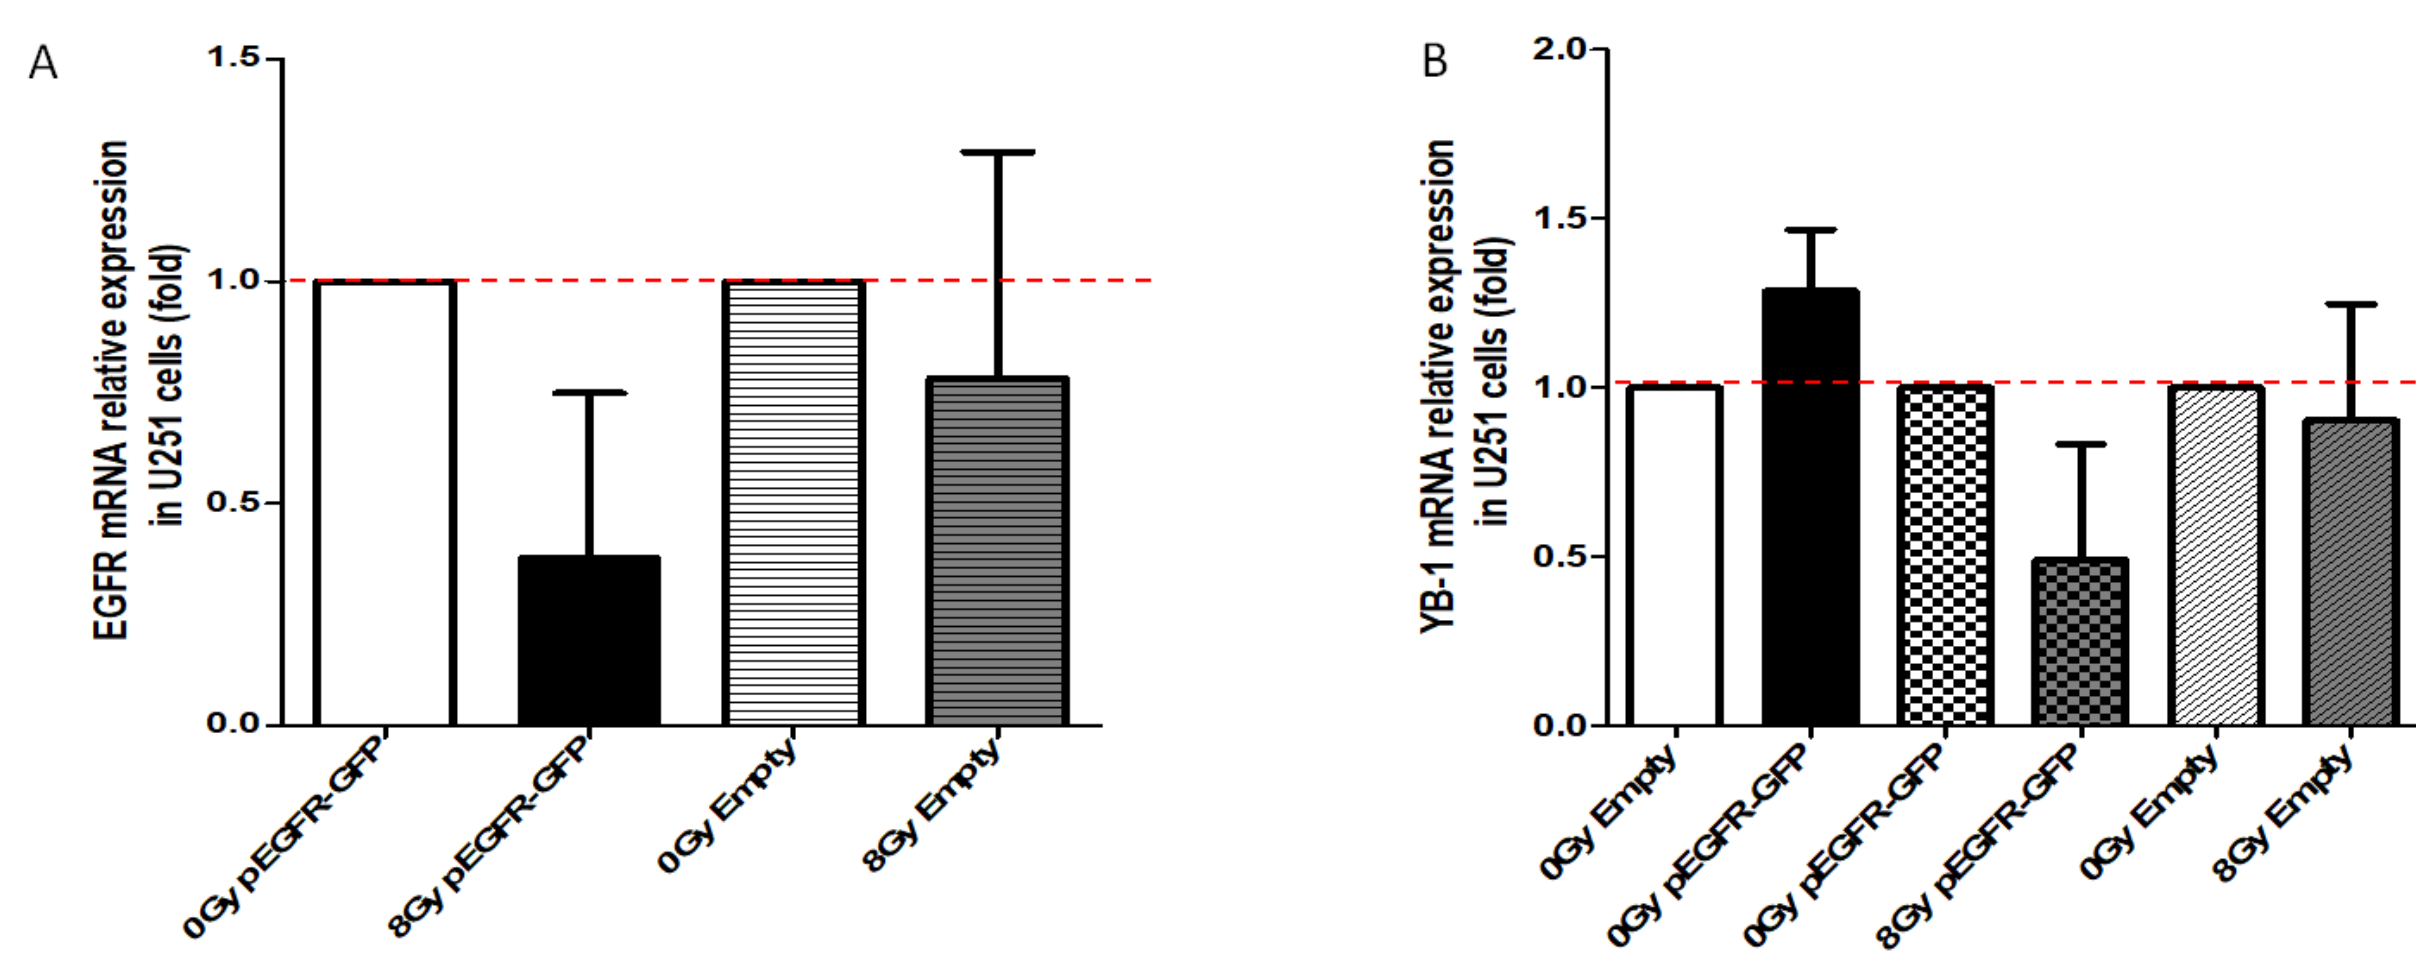 A
EGFR mRNA relative expression
in U251 cells (fold)
1.5
1.0
0.5
0.0
0Gy pEGFR-GFP
8Gy pEGFR-GFP
0Gy Empty
8Gy Empty
B
YB-1 mRNA relative expression
in U251 cells (fold)
2.0
1.5
1.0
0.5
0.0
0Gy Empty
0Gy pEGFR-GFP
0Gy pEGFR-GFP
8Gy pEGFR-GFP
0Gy Empty
8Gy Empty